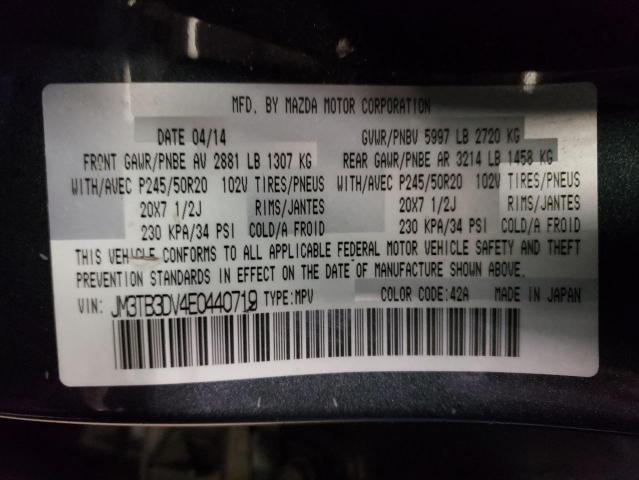 MFD. BY MAZDA MOTOR CORPORATION
DATE 04/14 GVWR/PNBV 5997 LB 2720 KG
FRONT GAWR/PNBE AV 2881 LB 1307 KG REAR GAWR/PNBE AR 3214 LB 1458 KG
WITH/AVEC P245/50R20 102V TIRES/PNEUS WITH/AVEC P245/50R20 102V TIRES/PNEUS
20X7 1/2J RIMS/JANTES 20X7 1/2J RIMS/JANTES
230 KPA/34 PSI COLD/A FROID 230 KPA/34 PSI COLD/A FROID
THIS VEHICLE CONFORMS TO ALL APPLICABLE FEDERAL MOTOR VEHICLE SAFETY AND THEFT
PREVENTION STANDARDS IN EFFECT ON THE DATE OF MANUFACTURE SHOWN ABOVE.
VIN: JM3TB3DV4E0440719 TYPE:MPV COLOR CODE:42A MADE IN JAPAN